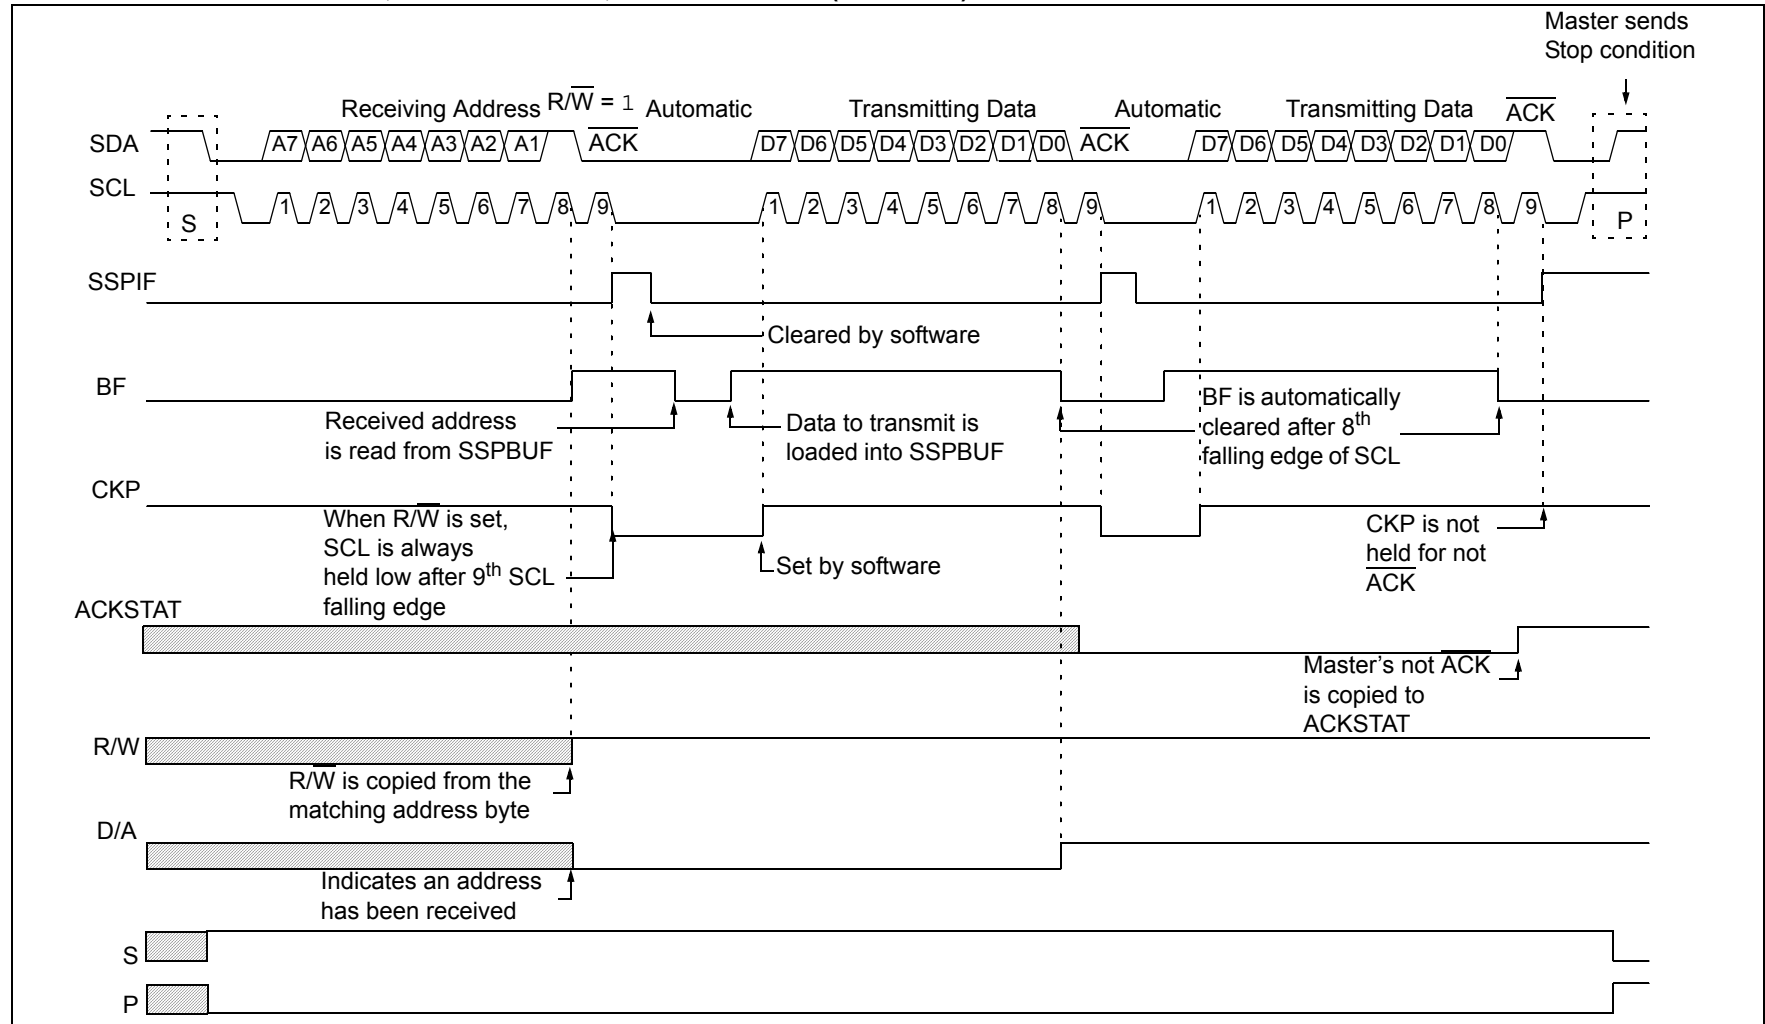 Master sends
Stop condition
Receiving Address R/W = 1 Automatic Transmitting Data Automatic Transmitting Data ACK
SDA A7 A6 A5 A4 A3 A2 A1 ACK D7 D6 D5 D4 D3 D2 D1 D0 ACK D7 D6 D5 D4 D3 D2 D1 D0
SCL
1 2 3 4 5 6 7 8 9 1 2 3 4 5 6 7 8 9 1 2 3 4 5 6 7 8 9
S P
SSPIF
Cleared by software
BF
Received address
is read from SSPBUF
Data to transmit is
loaded into SSPBUF
BF is automatically
cleared after 8th
falling edge of SCL
CKP
When R/W is set,
SCL is always
held low after 9th SCL
falling edge
Set by software
CKP is not
held for not
ACK
ACKSTAT
Master's not ACK
is copied to
ACKSTAT
R/W
R/W is copied from the
matching address byte
D/A
Indicates an address
has been received
S
P